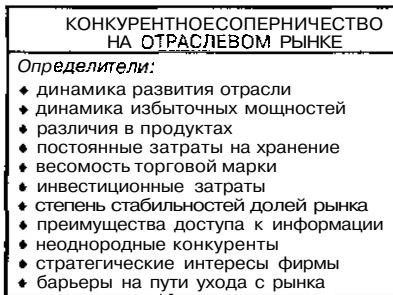 КОНКУРЕНТНОЕСОПЕРНИЧЕСТВО
НА ОТРАСЛЕВОМ РЫНКЕ
Определители:
♦ динамика развития отрасли
♦ динамика избыточных мощностей
♦ различия в продуктах
♦ постоянные затраты на хранение
♦ весомость торговой марки
♦ инвестиционные затраты
♦ степень стабильностей долей рынка
♦ преимущества доступа к информации
♦ неоднородные конкуренты
♦ стратегические интересы фирмы
♦ барьеры на пути ухода с рынка